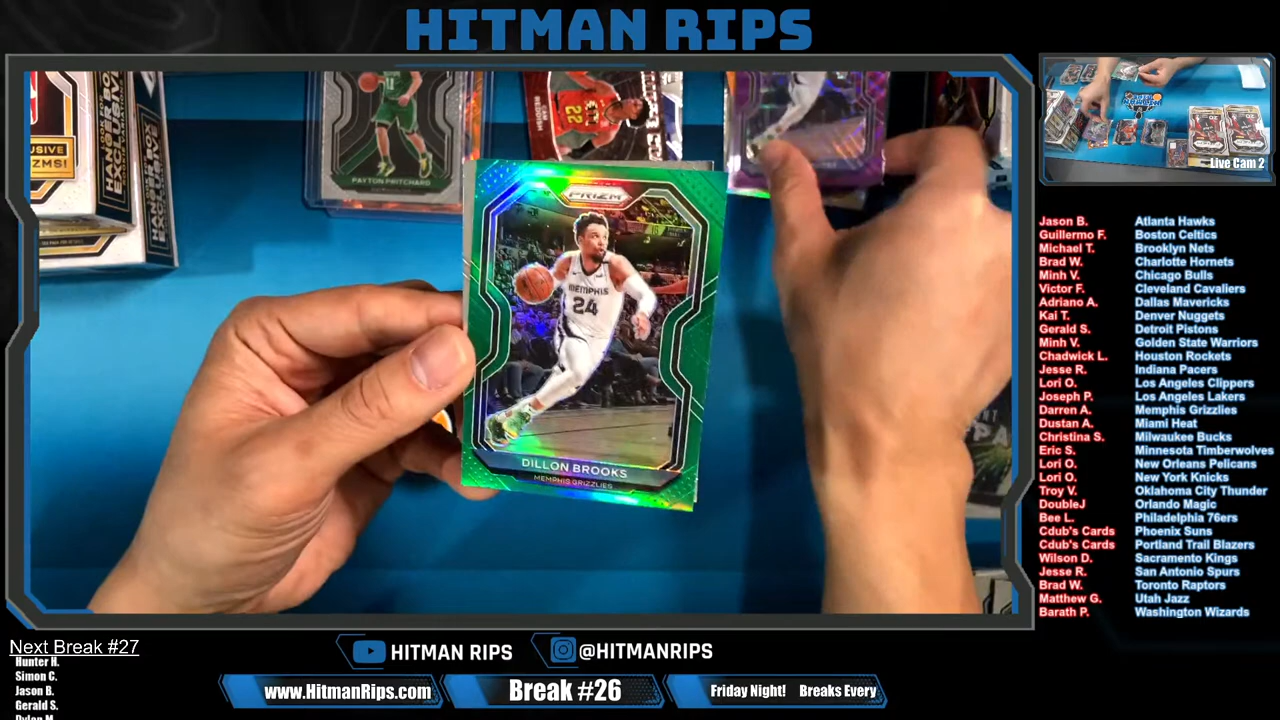 HITMAN RIPS
HANGER BOX
EXCLUSIVE
PAYTON PRITCHARD
CAM
REDDISH
22
PRIZM
MEMPHIS
24
DILLON BROOKS
MEMPHIS GRIZZLIES
Live Cam 2
Jason B. Atlanta Hawks
Guillermo F. Boston Celtics
Michael T. Brooklyn Nets
Brad W. Charlotte Hornets
Minh V. Chicago Bulls
Victor F. Cleveland Cavaliers
Adriano A. Dallas Mavericks
Kai T. Denver Nuggets
Gerald S. Detroit Pistons
Minh V. Golden State Warriors
Chadwick L. Houston Rockets
Jesse R. Indiana Pacers
Lori O. Los Angeles Clippers
Joseph P. Los Angeles Lakers
Darren A. Memphis Grizzlies
Dustan A. Miami Heat
Christina S. Milwaukee Bucks
Eric S. Minnesota Timberwolves
Lori O. New Orleans Pelicans
Lori O. New York Knicks
Troy V. Oklahoma City Thunder
DoubleJ Orlando Magic
Bee L. Philadelphia 76ers
Cdub's Cards Phoenix Suns
Cdub's Cards Portland Trail Blazers
Wilson D. Sacramento Kings
Jesse R. San Antonio Spurs
Brad W. Toronto Raptors
Matthew G. Utah Jazz
Barath P. Washington Wizards
Next Break #27
Hunter H.
Simon C.
Jason B.
Gerald S.
HITMAN RIPS
@HITMANRIPS
www.HitmanRips.com
Break #26
Friday Night! Breaks Every